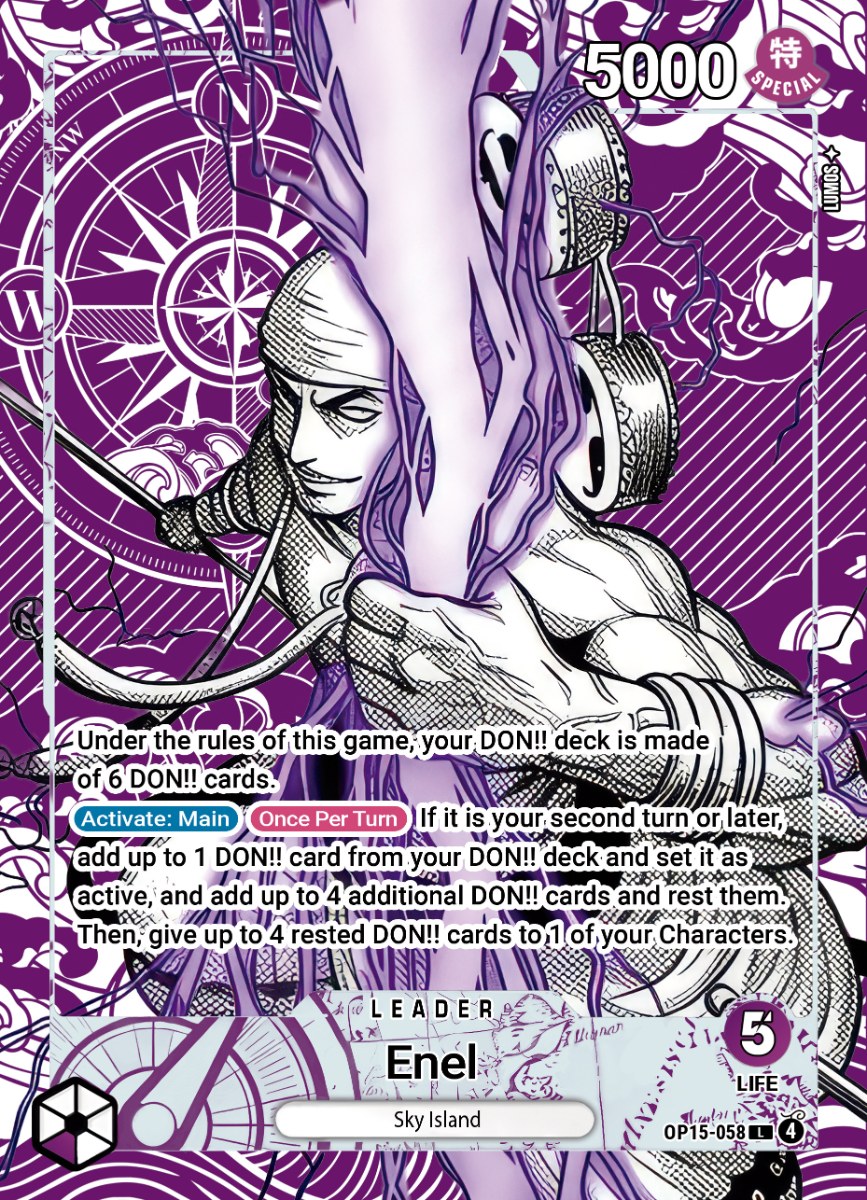 5000
特
SPECIAL
LUMOS
N
NW
W
Under the rules of this game, your DON!! deck is made
of 6 DON!! cards.
Activate: Main Once Per Turn If it is your second turn or later,
add up to 1 DON!! card from your DON!! deck and set it as
active, and add up to 4 additional DON!! cards and rest them.
Then, give up to 4 rested DON!! cards to 1 of your Characters.
LEADER
Enel
5
LIFE
Sky Island
OP15-058 L 4